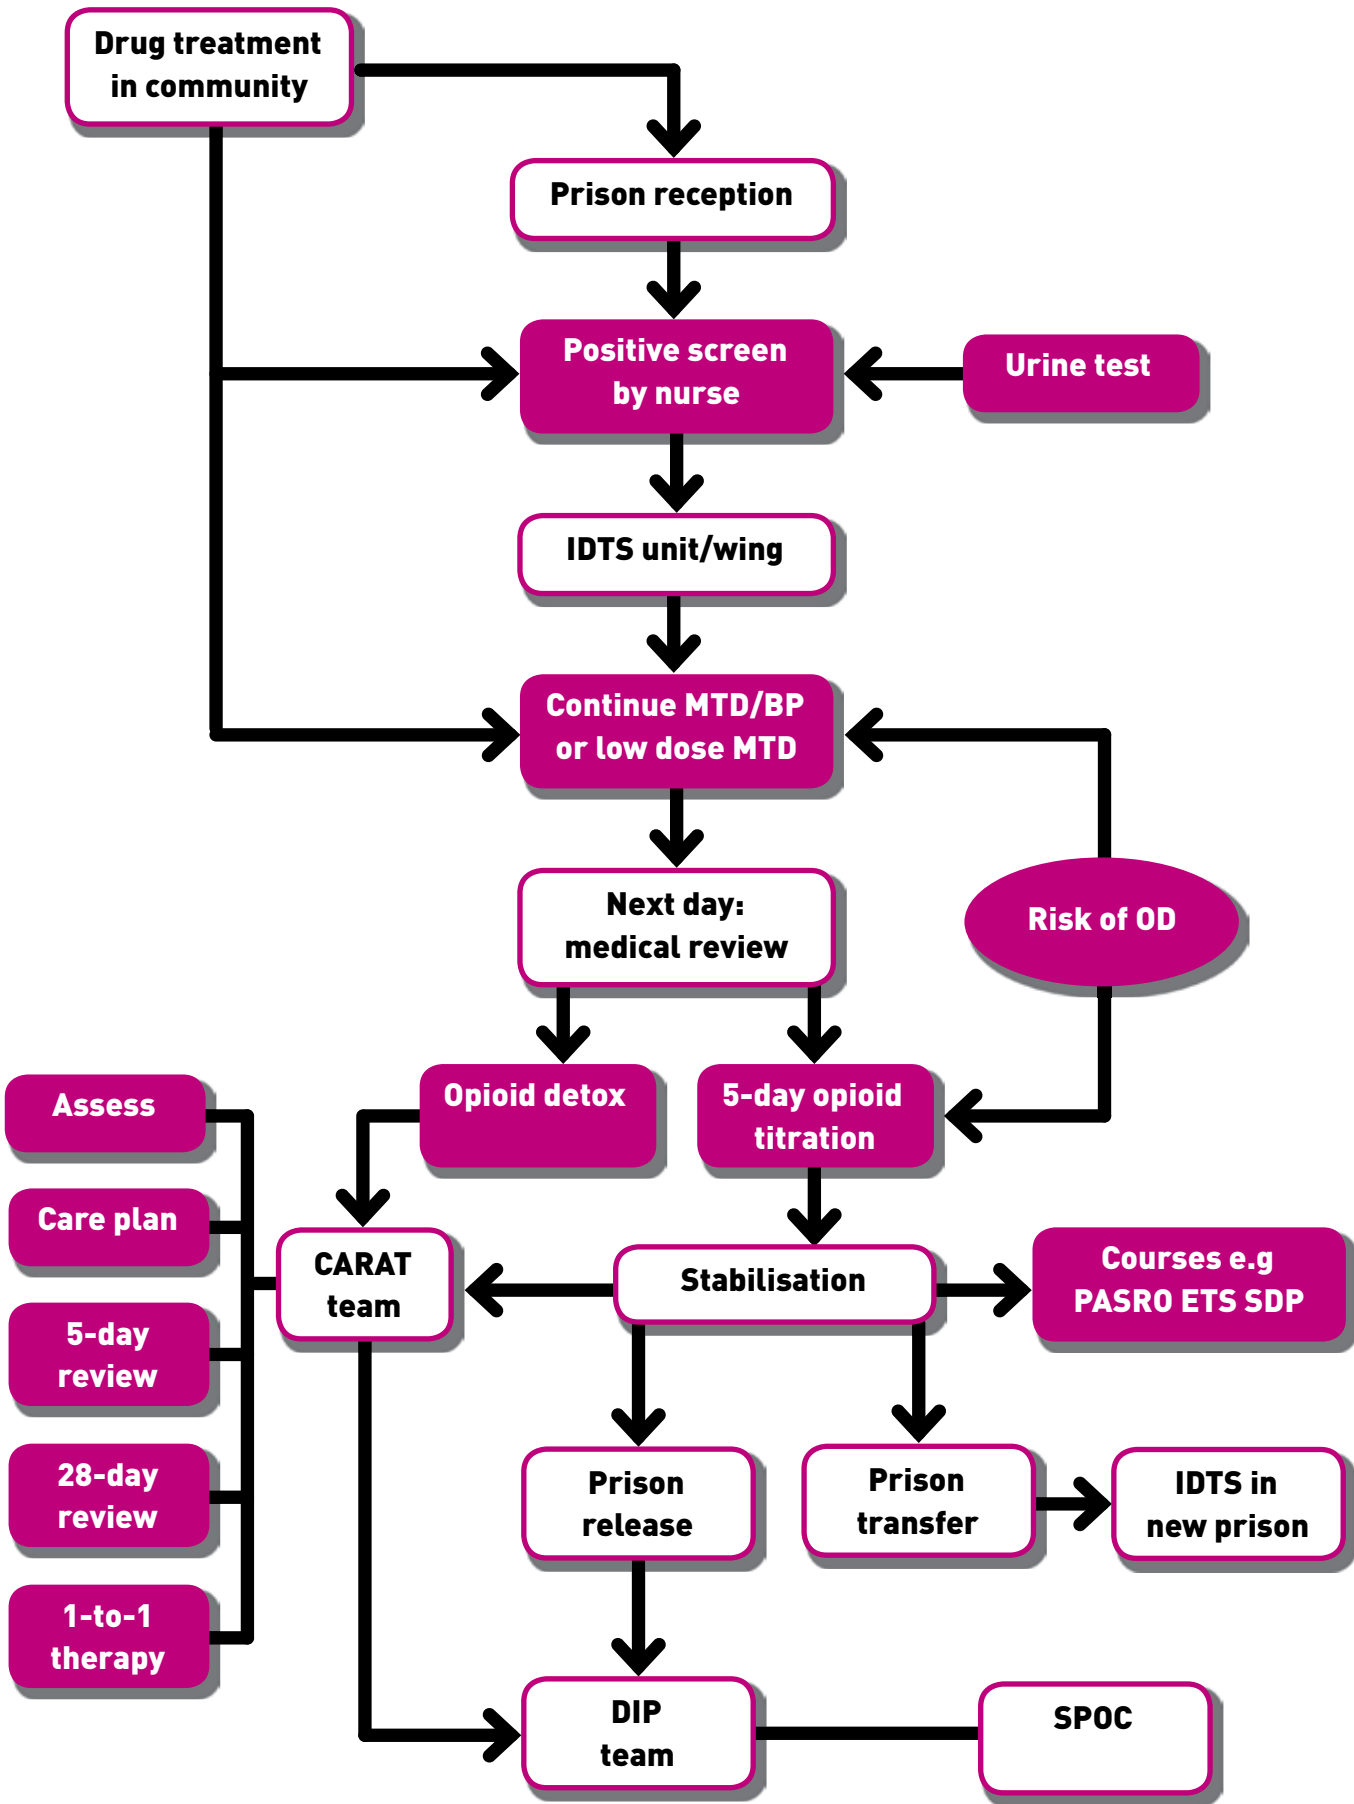 Drug treatment
in community
Prison reception
Positive screen
by nurse
Urine test
IDTS unit/wing
Continue MTD/BP
or low dose MTD
Next day:
medical review
Risk of OD
Opioid detox
5-day opioid
titration
Assess
Care plan
5-day
review
28-day
review
1-to-1
therapy
CARAT
team
Stabilisation
Courses e.g
PASRO ETS SDP
Prison
release
Prison
transfer
IDTS in
new prison
DIP
team
SPOC